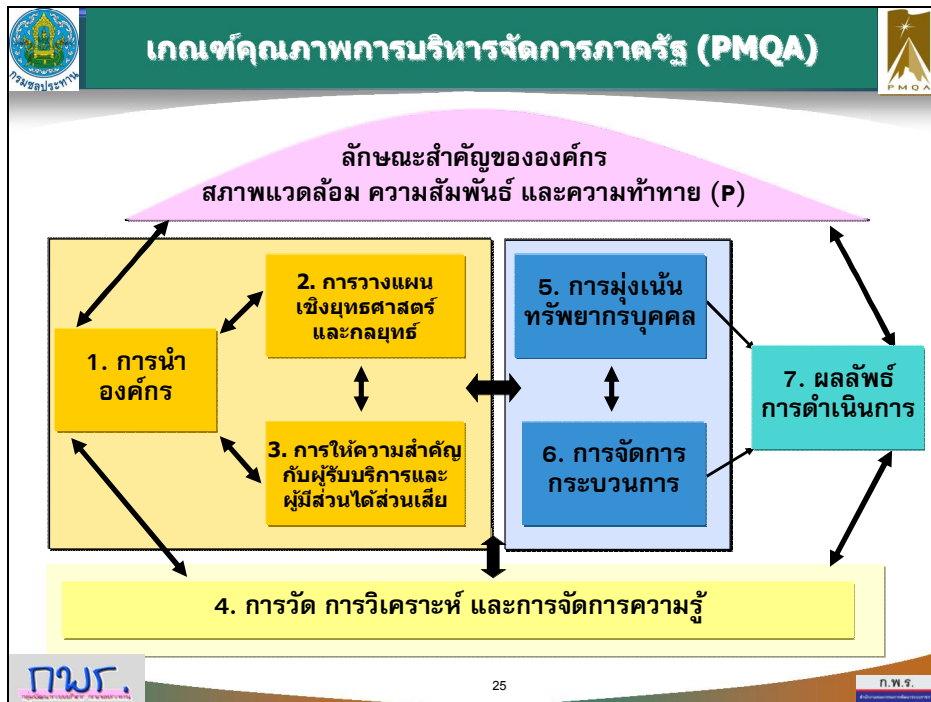 เกณฑ์คุณภาพการบริหารจัดการภาครัฐ (PMQA)
กรมชลประทาน
PMQA
ลักษณะสำคัญขององค์กร
สภาพแวดล้อม ความสัมพันธ์ และความท้าทาย (P)
1. การนำ
องค์กร
2. การวางแผน
เชิงยุทธศาสตร์
และกลยุทธ์
3. การให้ความสำคัญ
กับผู้รับบริการและ
ผู้มีส่วนได้ส่วนเสีย
5. การมุ่งเน้น
ทรัพยากรบุคคล
6. การจัดการ
กระบวนการ
7. ผลลัพธ์
การดำเนินการ
4. การวัด การวิเคราะห์ และการจัดการความรู้
กพร.
25
ก.พ.ร.